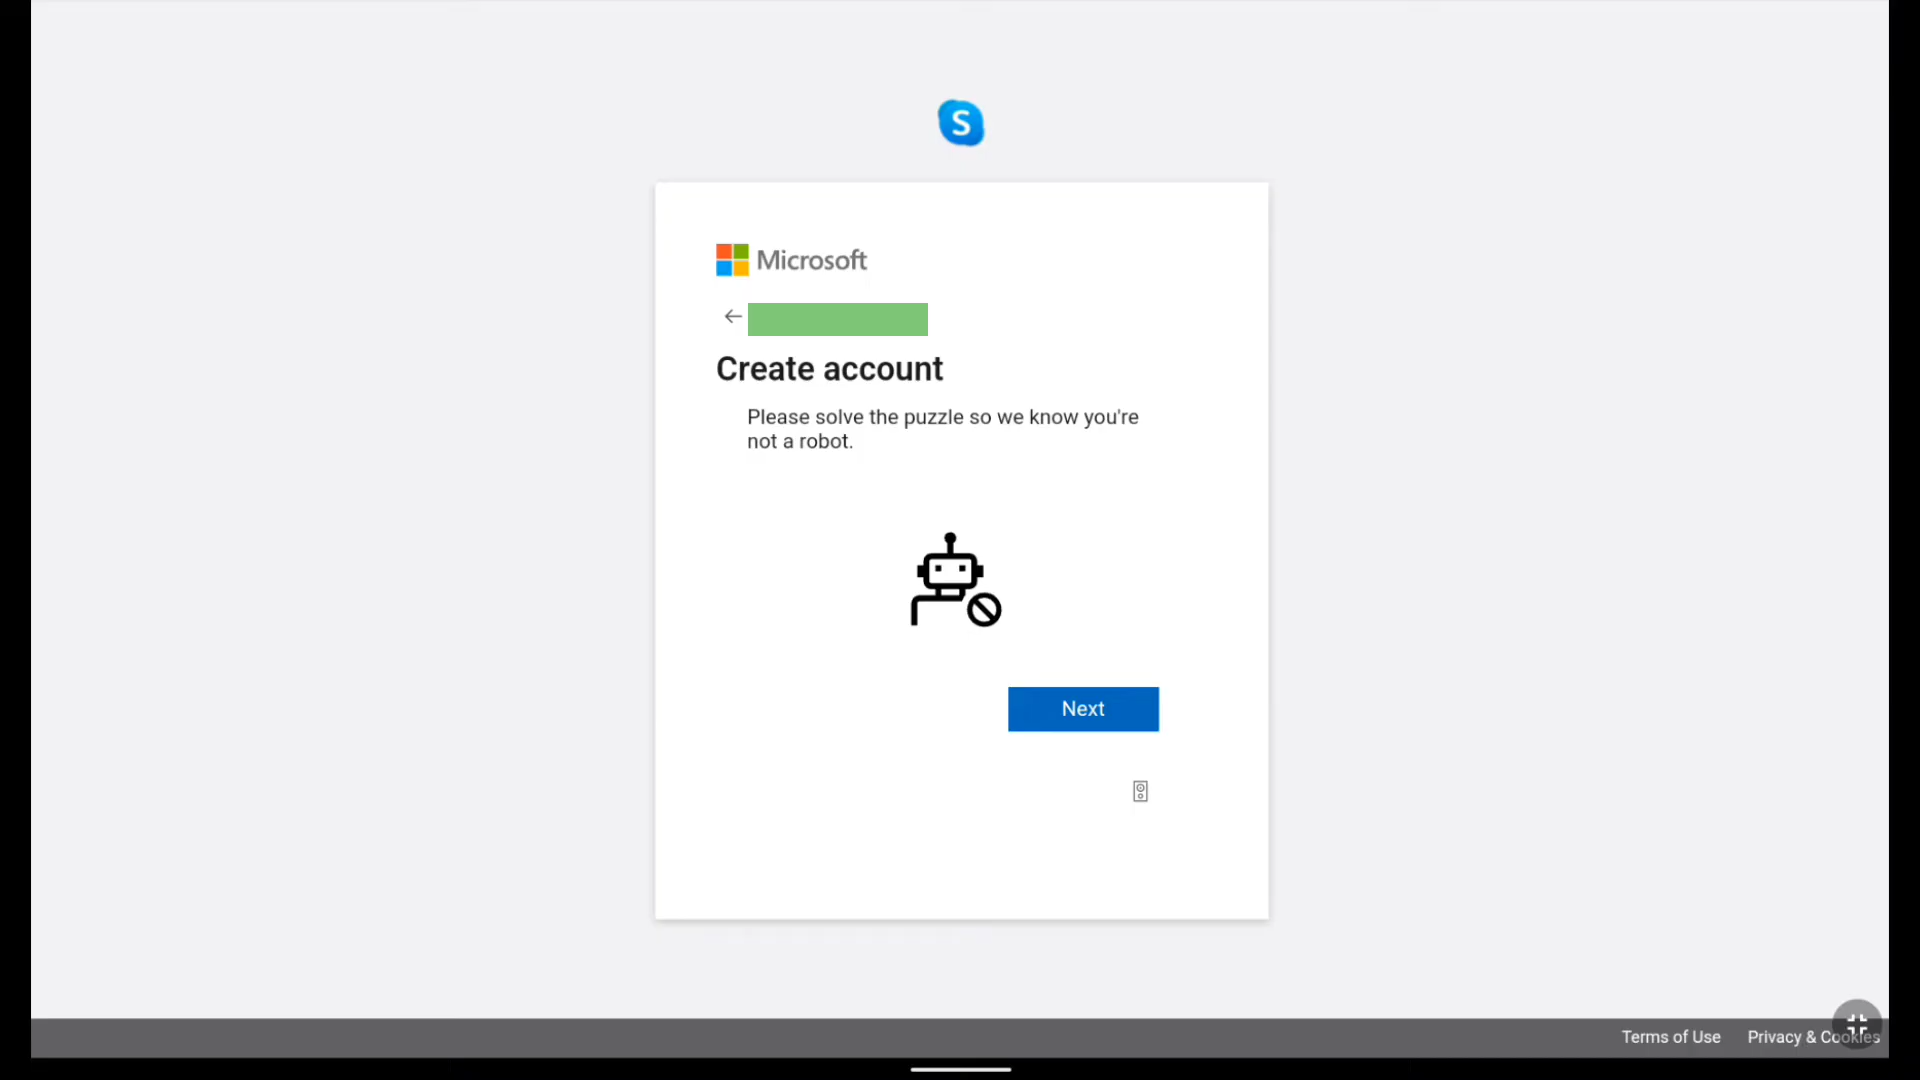 S
Microsoft
Create account
Please solve the puzzle so we know you're
not a robot.
Next
Terms of Use Privacy & Cookies